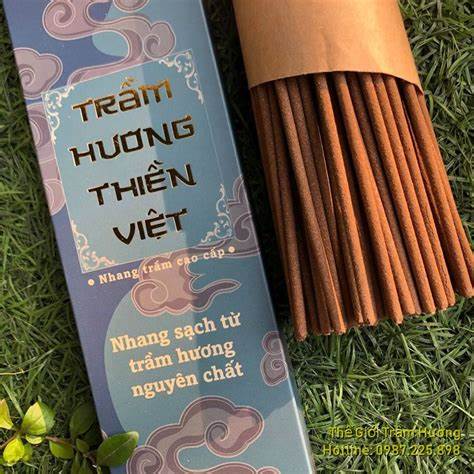 TRẦM
HƯƠNG
THIỀN
VIỆT
• Nhang trầm cao cấp •
Nhang sạch từ
trầm hương
nguyên chất
Thế Giới Trầm Hương
Hotline: 0987.225.898